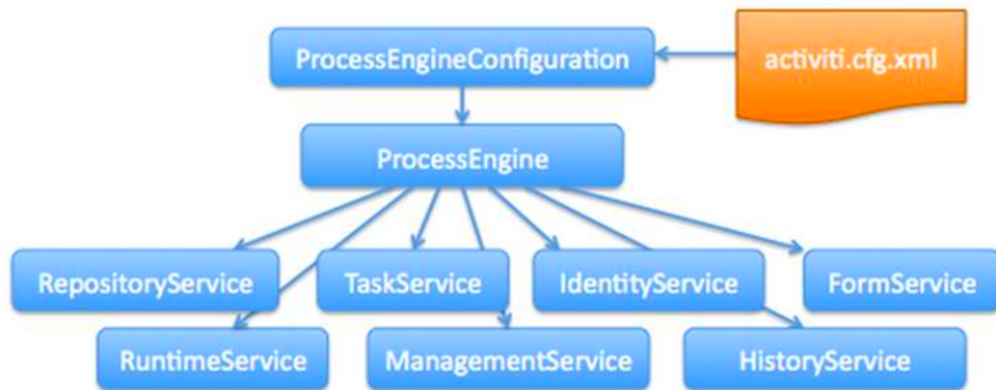 ProcessEngineConfiguration
activiti.cfg.xml
ProcessEngine
RepositoryService
TaskService
IdentityService
FormService
RuntimeService
ManagementService
HistoryService